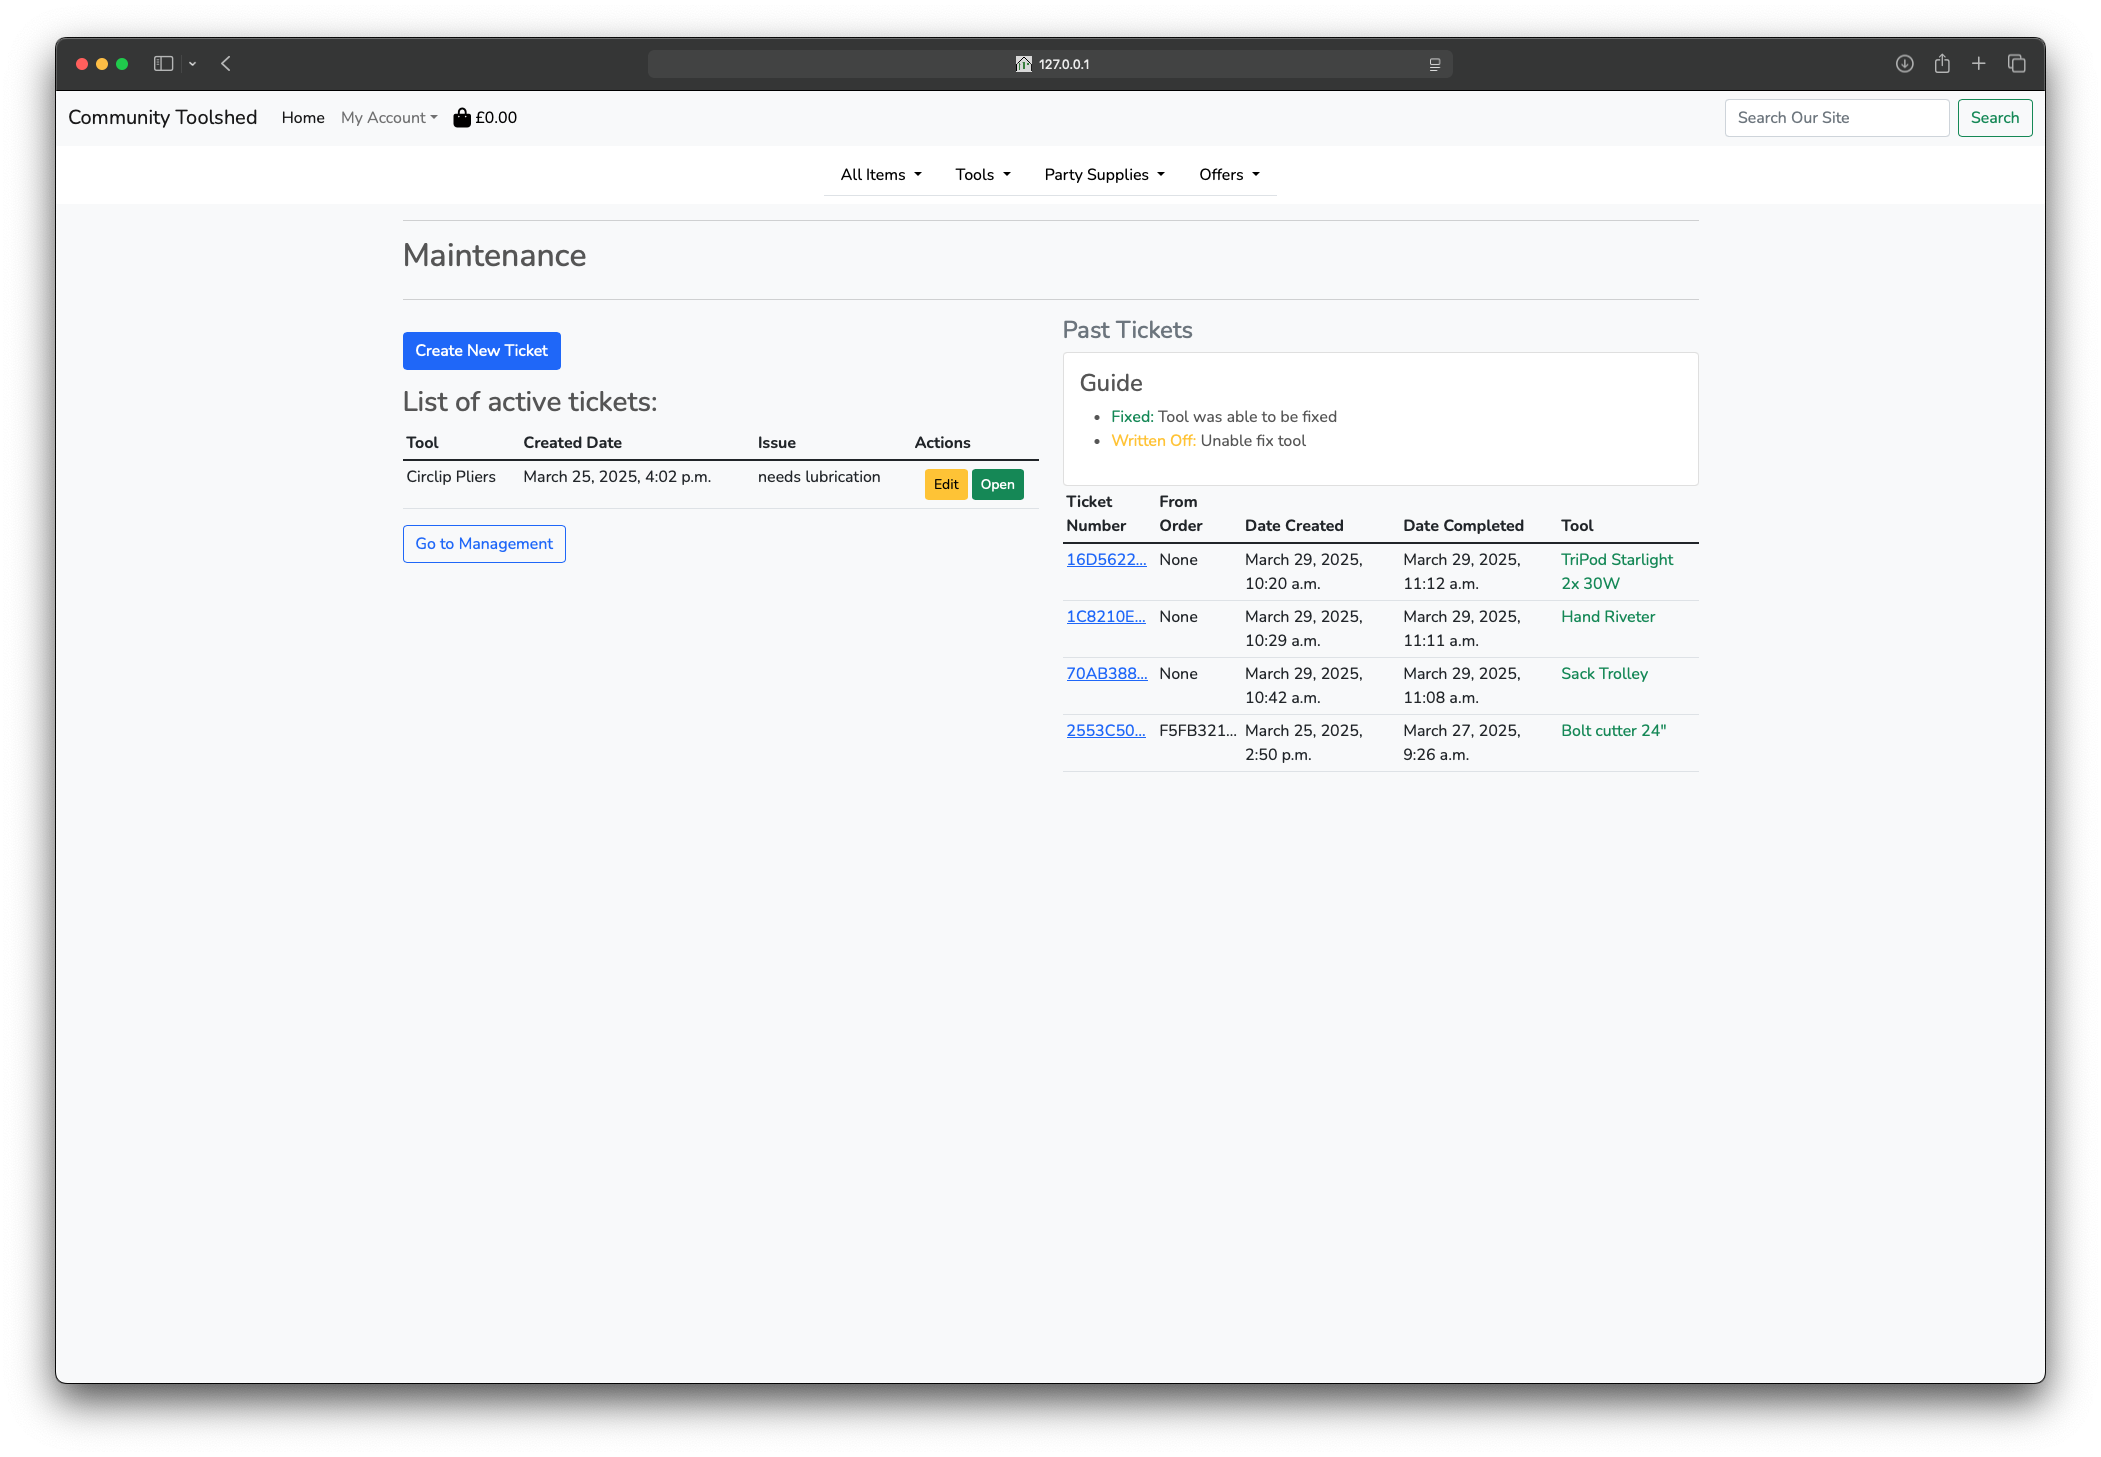 127.0.0.1
Community Toolshed Home My Account £0.00 Search Our Site Search
All Items Tools Party Supplies Offers
Maintenance
Create New Ticket
List of active tickets:
Tool Created Date Issue Actions
Circlip Pliers March 25, 2025, 4:02 p.m. needs lubrication Edit Open
Go to Management
Past Tickets
Guide
• Fixed: Tool was able to be fixed
• Written Off: Unable fix tool
Ticket From
Number Order Date Created Date Completed Tool
16D5622... None March 29, 2025, March 29, 2025, TriPod Starlight
10:20 a.m. 11:12 a.m. 2x 30W
1C8210E... None March 29, 2025, March 29, 2025, Hand Riveter
10:29 a.m. 11:11 a.m.
70AB388... None March 29, 2025, March 29, 2025, Sack Trolley
10:42 a.m. 11:08 a.m.
2553C50... F5FB321... March 25, 2025, March 27, 2025, Bolt cutter 24"
2:50 p.m. 9:26 a.m.